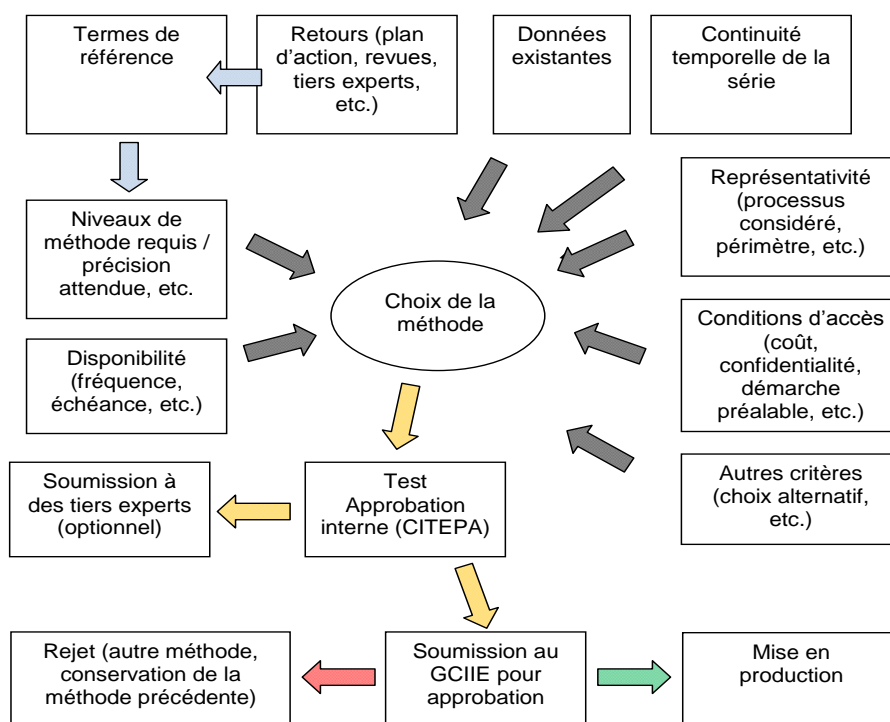 Termes de
référence
Retours (plan
d'action, revues,
tiers experts,
etc.)
Données
existantes
Continuité
temporelle de la
série
Niveaux de
méthode requis /
précision
attendue, etc.
Représentativité
(processus
considéré,
périmètre, etc.)
Choix de la
méthode
Disponibilité
(fréquence,
échéance, etc.)
Conditions d'accès
(coût,
confidentialité,
démarche
préalable, etc.)
Soumission à
des tiers experts
(optionnel)
Test
Approbation
interne (CITEPA)
Autres critères
(choix alternatif,
etc.)
Rejet (autre méthode,
conservation de la
méthode précédente)
Soumission au
GCIIE pour
approbation
Mise en
production